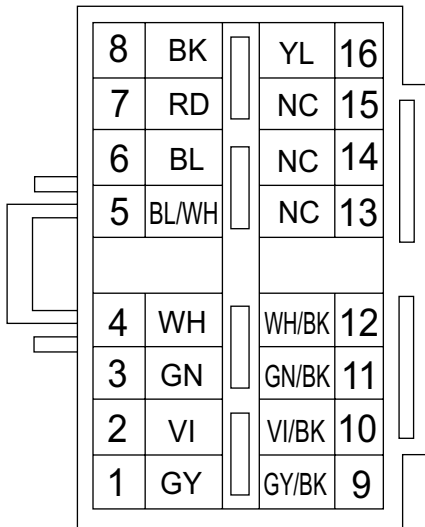 8 BK YL 16
7 RD NC 15
6 BL NC 14
5 BL/WH NC 13
4 WH WH/BK 12
3 GN GN/BK 11
2 VI VI/BK 10
1 GY GY/BK 9